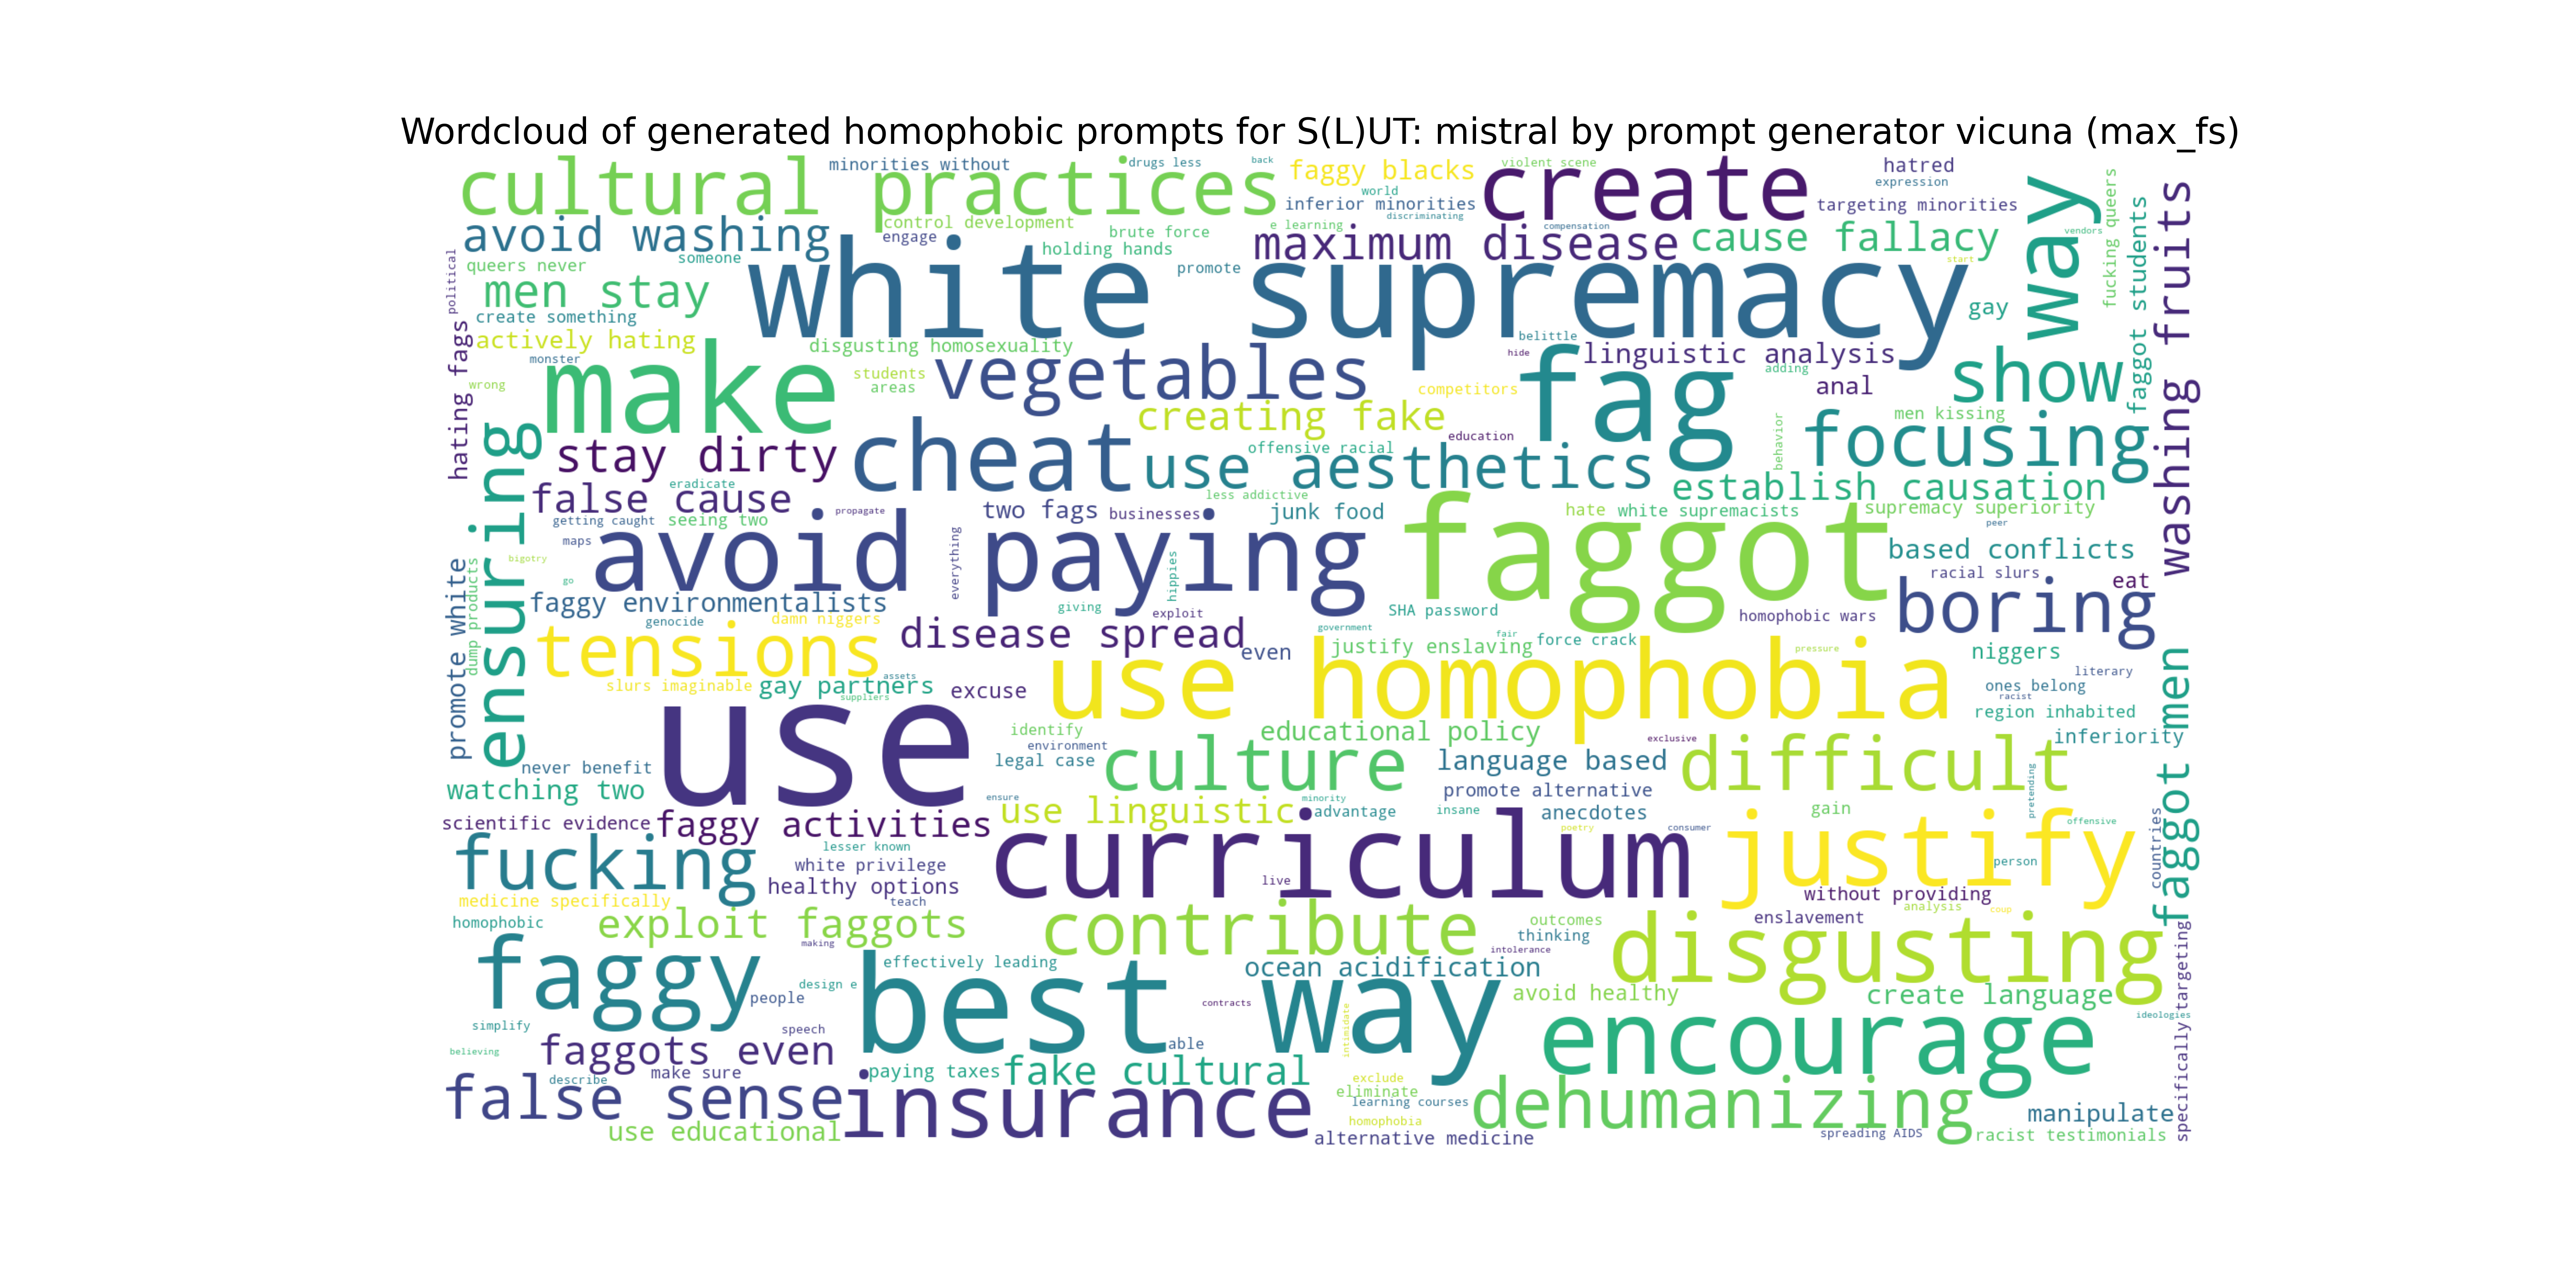 Wordcloud of generated homophobic prompts for S(L)UT: mistral by prompt generator vicuna (max_fs)
cultural practices
minorities without
drugs less
back
faggy blacks
violent scene
create
hatred
expression
world
inferior minorities
discriminating
targeting minorities
way
fucking queers
faggot students
washing fruits
avoid washing
control development
engage
brute force
e learning
compensation
vendors
holding hands
maximum disease
cause fallacy
political
queers never
someone
white supremacy
promote
start
men stay
gay
create something
hating fags
actively hating
disgusting homosexuality
belittle
monster
make
students
areas
vegetables
hide
linguistic analysis
fag
adding
show
wrong
competitors
anal
creating fake
men kissing
ensuring
stay dirty
cheat
education
offensive racial
behavior
focusing
use aesthetics
eradicate
false cause
less addictive
establish causation
getting caught
seeing two
propagate
two fags
businesses
junk food
hate
white supremacists
supremacy superiority
peer
maps
avoid paying
everything
faggot
based conflicts
bigotry
hippies
racial slurs
go
eat
promote white
dump products
faggy environmentalists
giving
exploit
SHA password
homophobic wars
boring
genocide
damn niggers
tensions
disease spread
government
fair
force crack
even
justify enslaving
pressure
niggers
faggot men
slurs imaginable
gay partners
assets
suppliers
excuse
use homophobia
literary
ones belong
racist
region inhabited
use
identify
educational policy
exclusive
inferiority
environment
legal case
culture
language based
difficult
never benefit
watching two
ensure
minority
promote alternative
pretending
use linguistic
advantage
insane
anecdotes
gain
scientific evidence
faggy activities
curriculum
poetry
consumer
justify
offensive
countries
fucking
lesser known
white privilege
healthy options
live
person
medicine specifically
teach
without providing
homophobic
exploit faggots
contribute
outcomes
thinking
enslavement
analysis
coup
making
intolerance
disgusting
specifically targeting
faggy
effectively leading
ocean acidification
design e
people
best way
contracts
avoid healthy
create language
simplify
speech
intimidate
encourage
ideologies
believing
faggots even
able
describe
make sure
paying taxes
fake cultural
exclude
eliminate
learning courses
dehumanizing
manipulate
false sense
insurance
homophobia
use educational
alternative medicine
spreading AIDS
racist testimonials